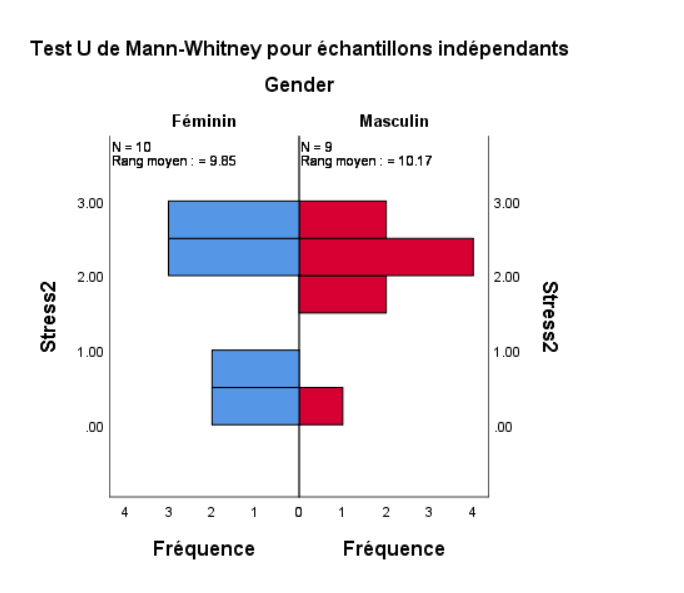 Test U de Mann-Whitney pour échantillons indépendants
Gender
Féminin Masculin
N = 10 N = 9
Rang moyen : = 9.85 Rang moyen : = 10.17
3.00 3.00
2.00 2.00
Stress2 Stress2
1.00 1.00
.00 .00
4 3 2 1 0 1 2 3 4
Fréquence Fréquence